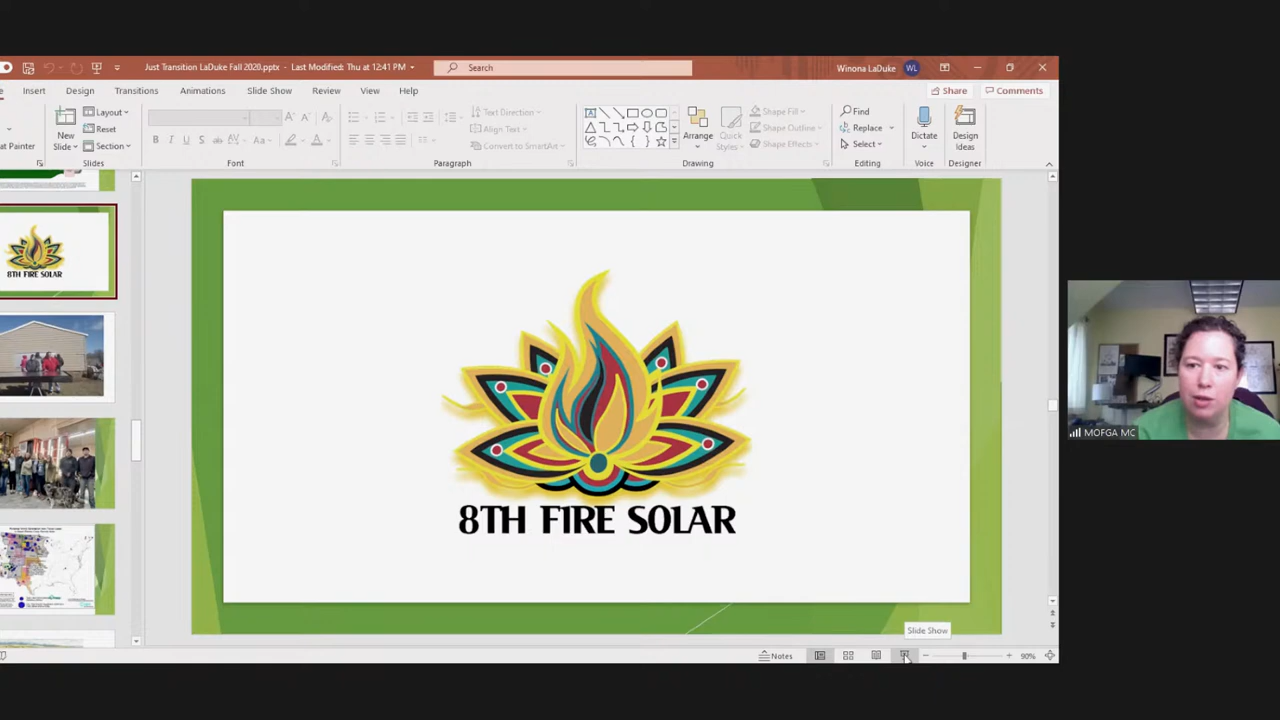 Just Transition LaDuke Fall 2020.pptx - Last Modified: Thu at 12:41 PM
Search
Winona LaDuke WL
Insert Design Transitions Animations Slide Show Review View Help
Share Comments
New Slide
Layout
Reset
Section
Text Direction
Align Text
Convert to SmartArt
Arrange
Quick Styles
Shape Fill
Shape Outline
Shape Effects
Find
Replace
Select
Dictate
Design Ideas
at Painter
Slides Font Paragraph Drawing Editing Voice Designer
8TH FIRE SOLAR
8TH FIRE SOLAR
MOFGA MC
Slide Show
Notes
90%